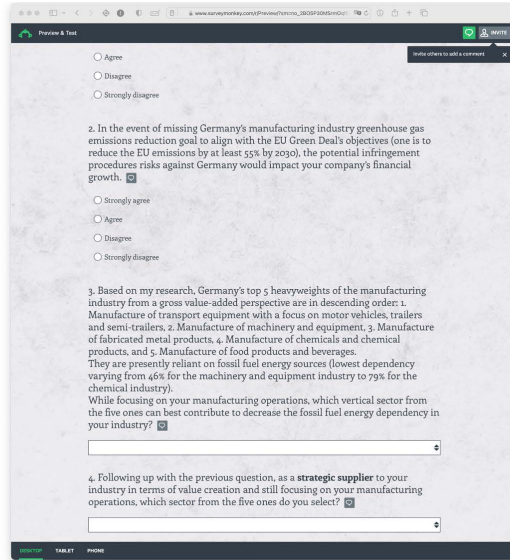 www.surveymonkey.com/r/Preview/?sm=
Preview & Test
INVITE
Invite others to add a comment
Agree
Disagree
Strongly disagree
2. In the event of missing Germany's manufacturing industry greenhouse gas
emissions reduction goal to align with the EU Green Deal's objectives (one is to
reduce the EU emissions by at least 55% by 2030), the potential infringement
procedures risks against Germany would impact your company's financial
growth.
Strongly agree
Agree
Disagree
Strongly disagree
3. Based on my research, Germany's top 5 heavyweights of the manufacturing
industry from a gross value-added perspective are in descending order: 1.
Manufacture of transport equipment with a focus on motor vehicles, trailers
and semi-trailers, 2. Manufacture of machinery and equipment, 3. Manufacture
of fabricated metal products, 4. Manufacture of chemicals and chemical
products, and 5. Manufacture of food products and beverages.
They are presently reliant on fossil fuel energy sources (lowest dependency
varying from 46% for the machinery and equipment industry to 79% for the
chemical industry).
While focusing on your manufacturing operations, which vertical sector from
the five ones can best contribute to decrease the fossil fuel energy dependency in
your industry?
4. Following up with the previous question, as a strategic supplier to your
industry in terms of value creation and still focusing on your manufacturing
operations, which sector from the five ones do you select?
DESKTOP TABLET PHONE